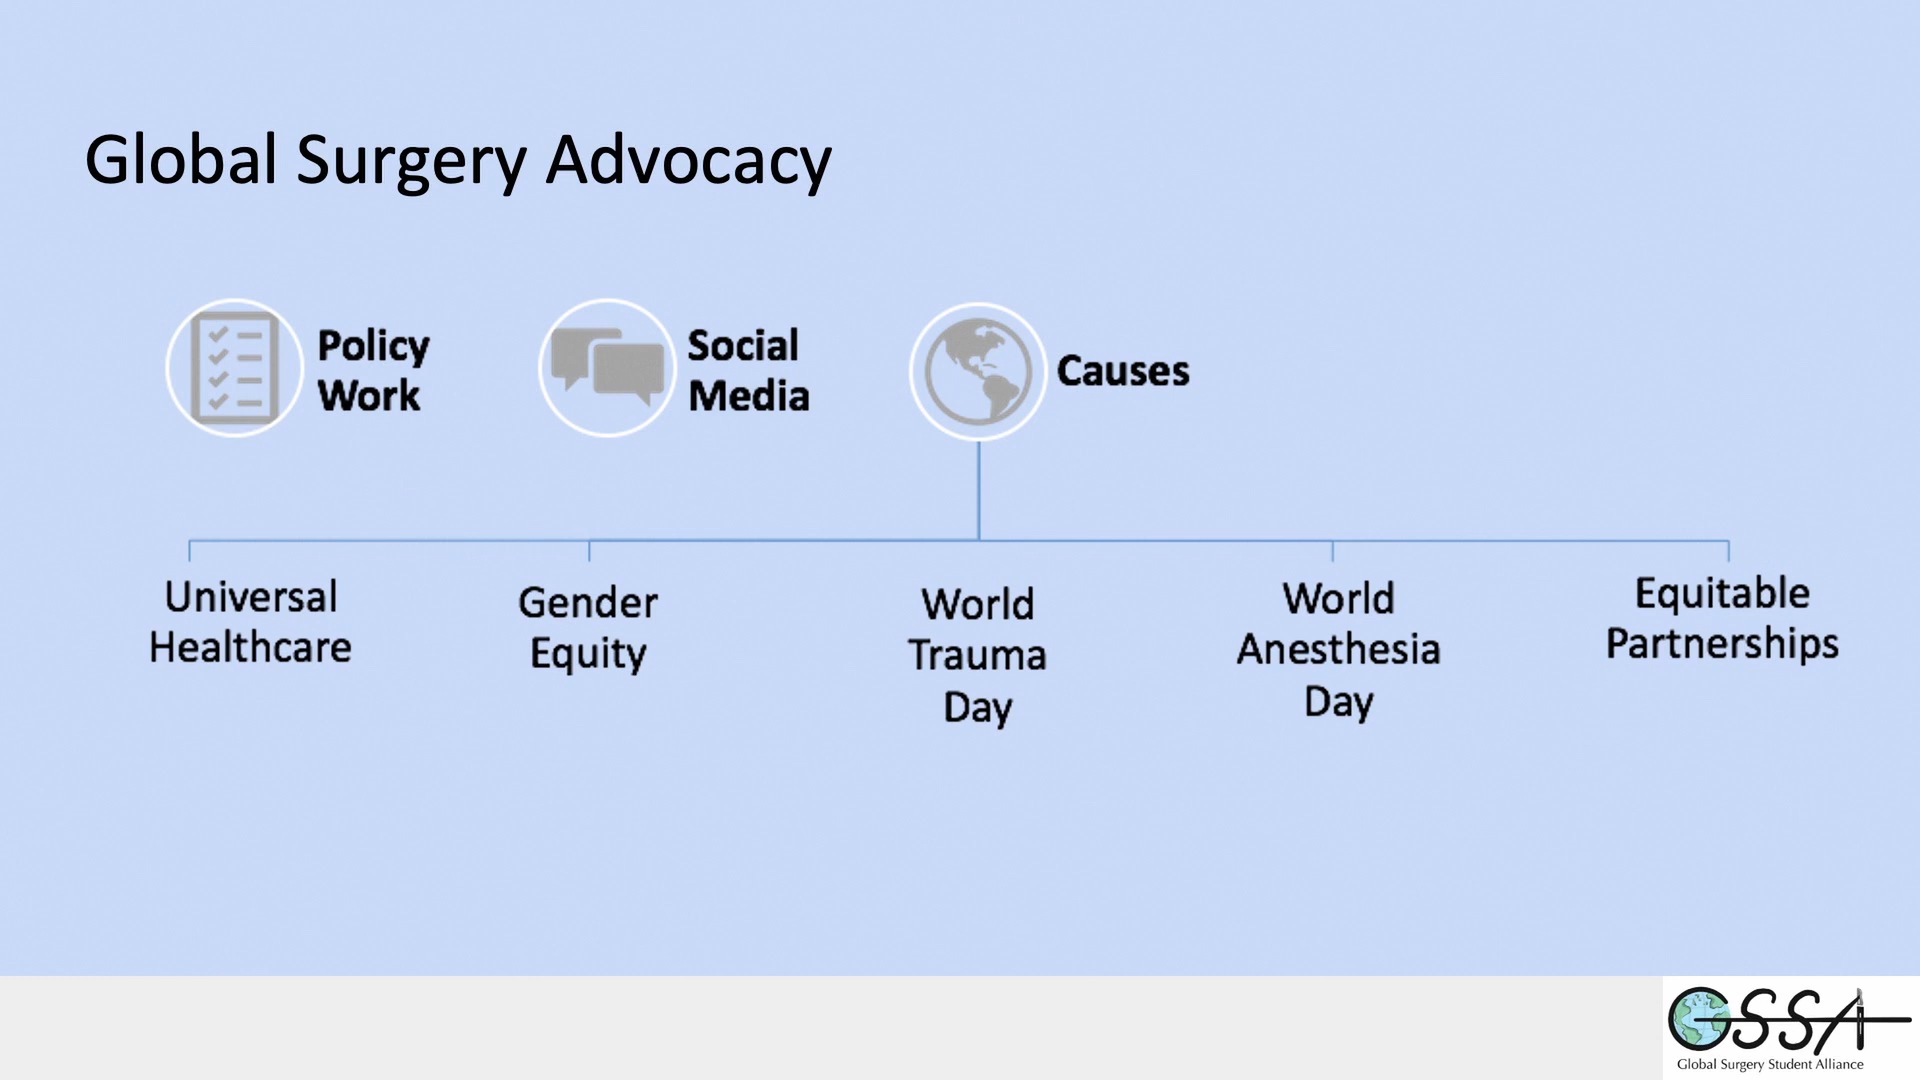 Global Surgery Advocacy
Policy
Work
Social
Media
Causes
Universal
Healthcare
Gender
Equity
World
Trauma
Day
World
Anesthesia
Day
Equitable
Partnerships
GSSA
Global Surgery Student Alliance